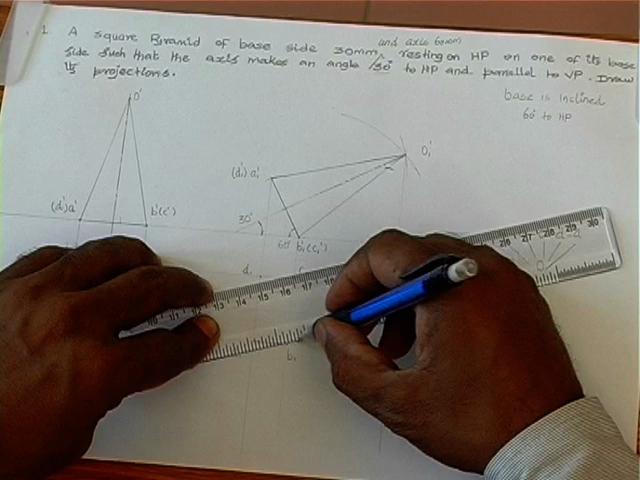 1. A square Pyramid of base side 30mm and axis 60mm, resting on HP on one of its base
side such that the axis makes an angle 30° to HP and parallel to VP. Draw
its projections.
base is inclined
60° to HP
o'
o₁'
(d₁') a₁'
(d') a'
b'(c')
30°
60°
b₁'(c₁')
d₁
b₁